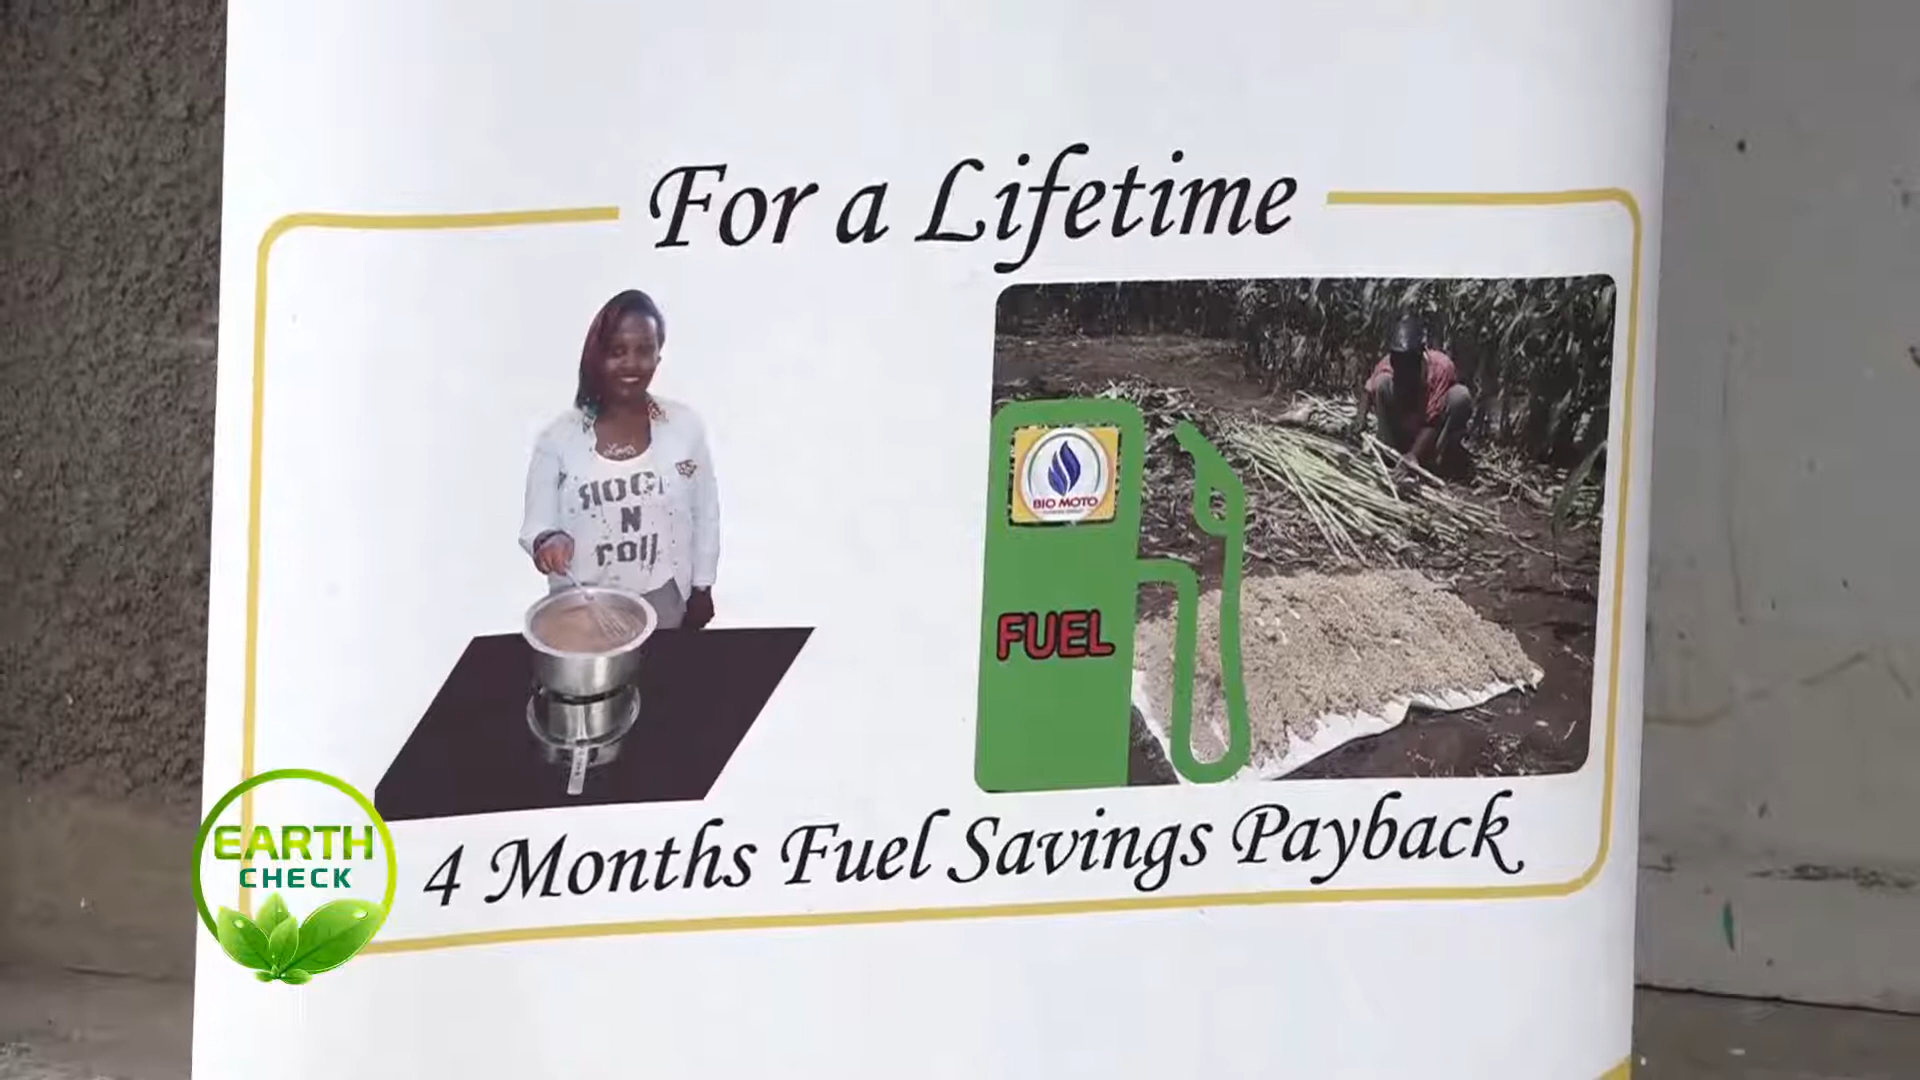 For a Lifetime
ROCK
N
roll
BIO MOTO
FUEL
4 Months Fuel Savings Payback
EARTH
CHECK